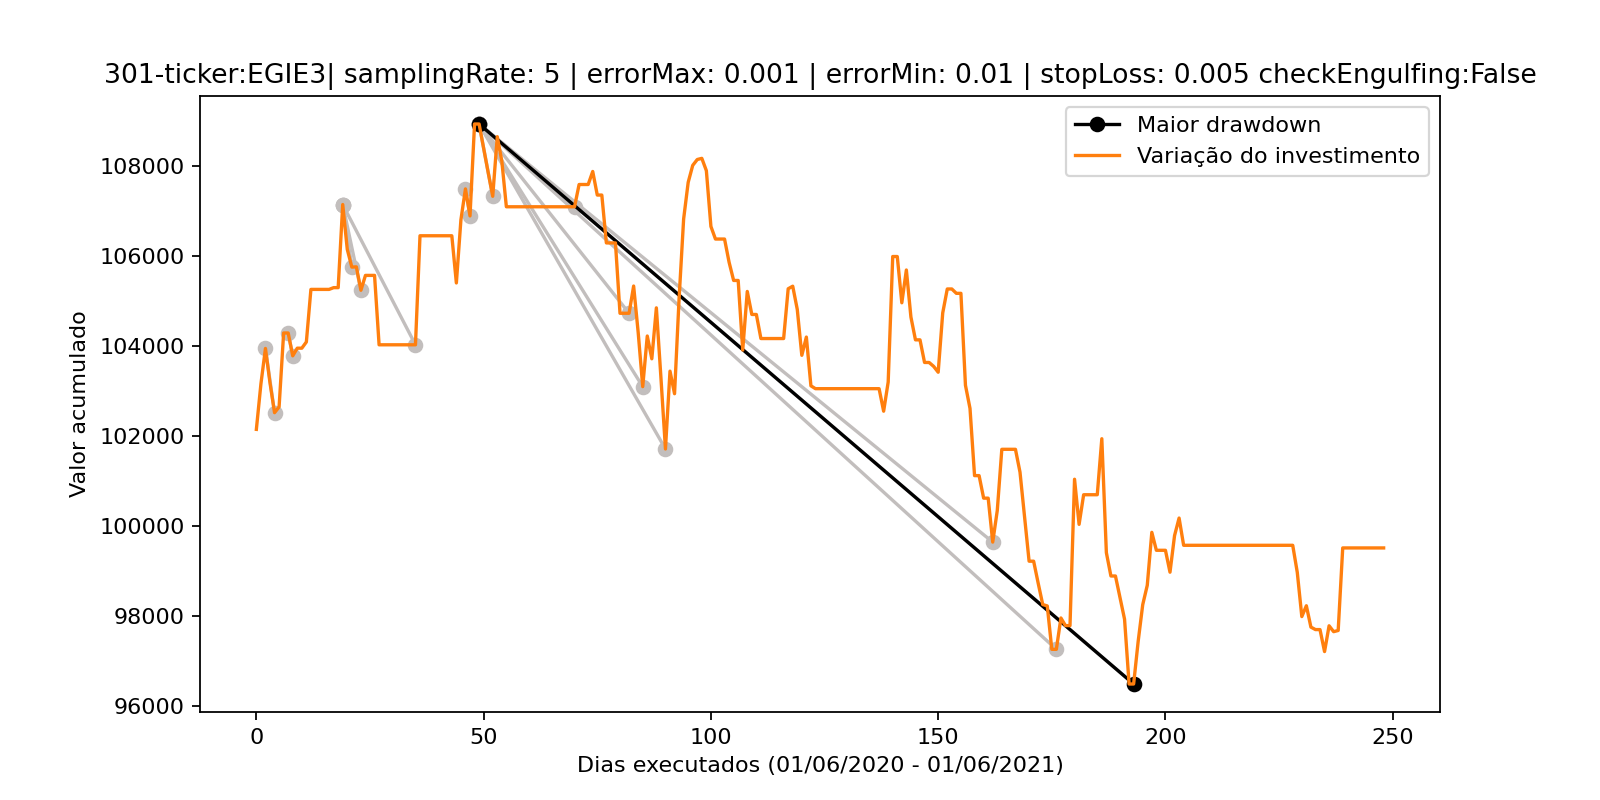 301-ticker:EGIE3| samplingRate: 5 | errorMax: 0.001 | errorMin: 0.01 | stopLoss: 0.005 checkEngulfing:False
Maior drawdown
Variação do investimento
108000
106000
104000
102000
100000
98000
96000
Valor acumulado
0 50 100 150 200 250
Dias executados (01/06/2020 - 01/06/2021)